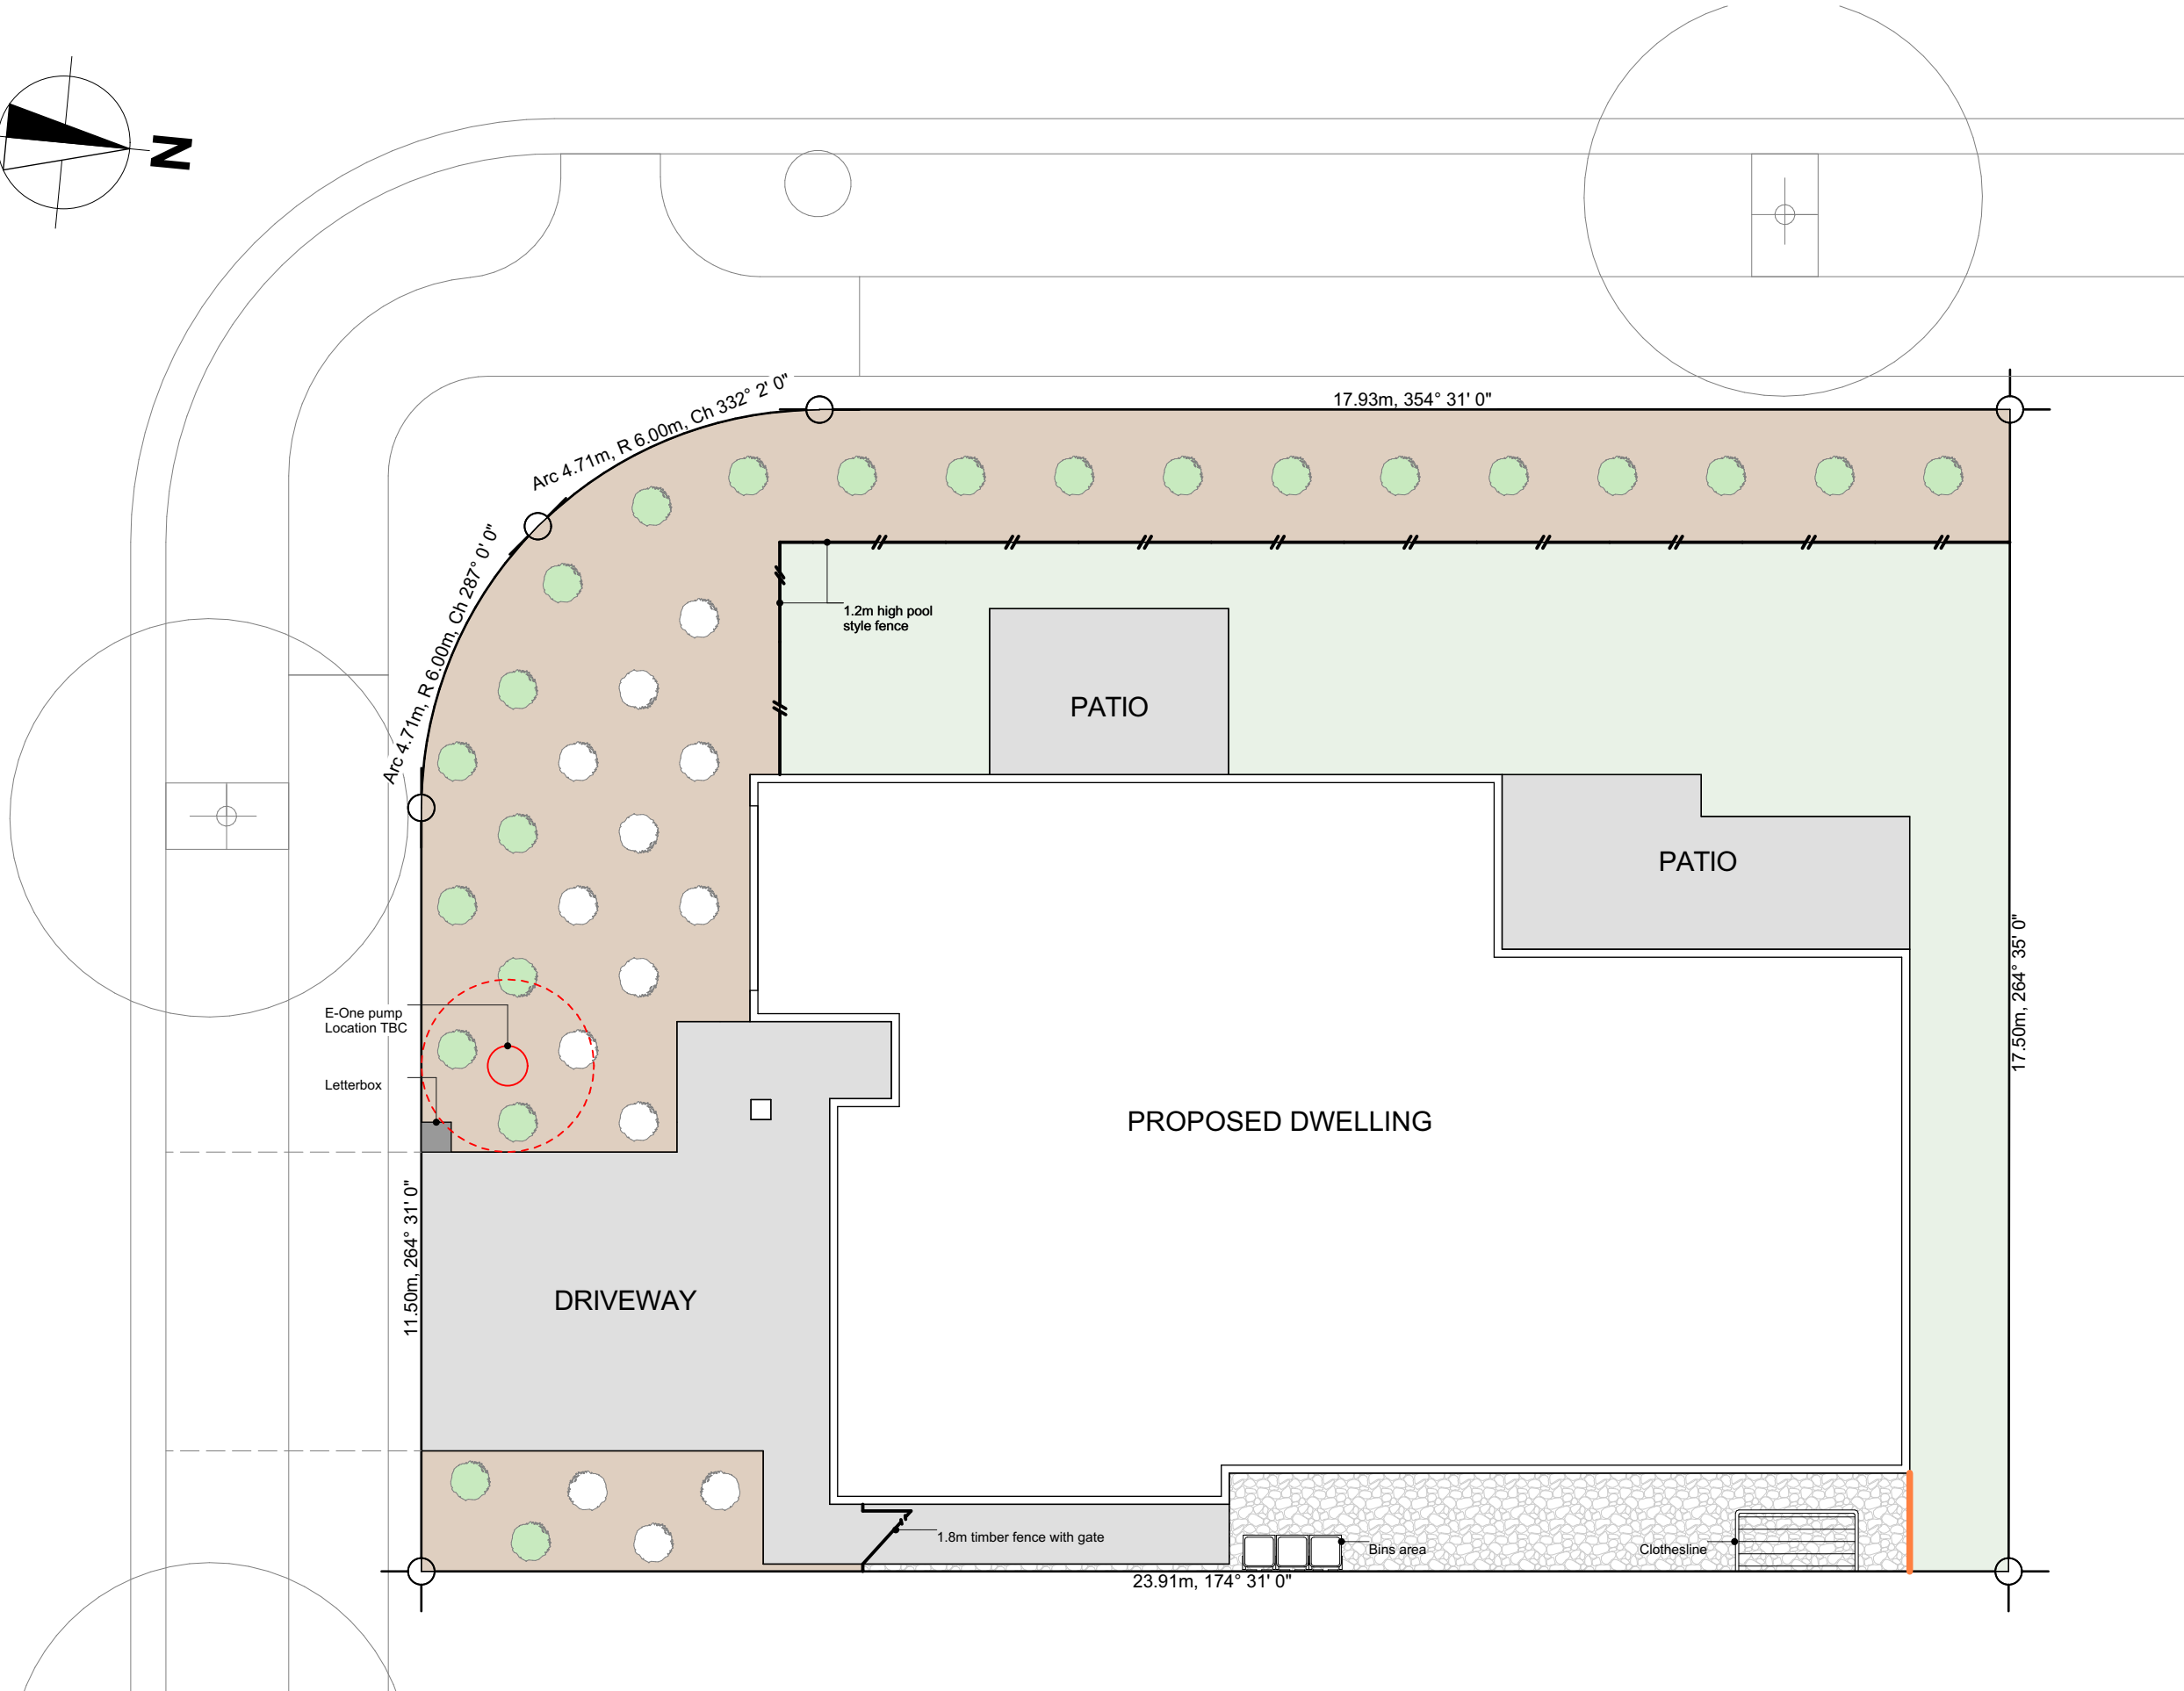 N
Arc 4.71m, R 6.00m, Ch 332° 2' 0"
17.93m, 354° 31' 0"
Arc 4.71m, R 6.00m, Ch 287° 0' 0"
1.2m high pool
style fence
PATIO
PATIO
17.50m, 264° 35' 0"
E-One pump
Location TBC
Letterbox
PROPOSED DWELLING
11.50m, 264° 31' 0"
DRIVEWAY
1.8m timber fence with gate
Bins area
Clothesline
23.91m, 174° 31' 0"